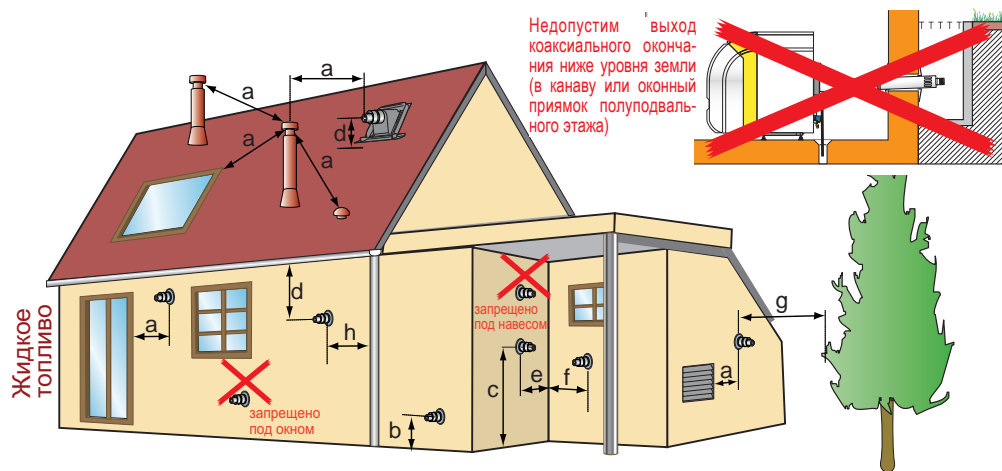 Недопустим выход
коаксиального оконча-
ния ниже уровня земли
(в канаву или оконный
приямок полуподваль-
ного этажа)
a
a
a
a
d
Жидкое
топливо
a
d
h
запрещено
под окном
b
запрещено
под навесом
c
e
f
a
g